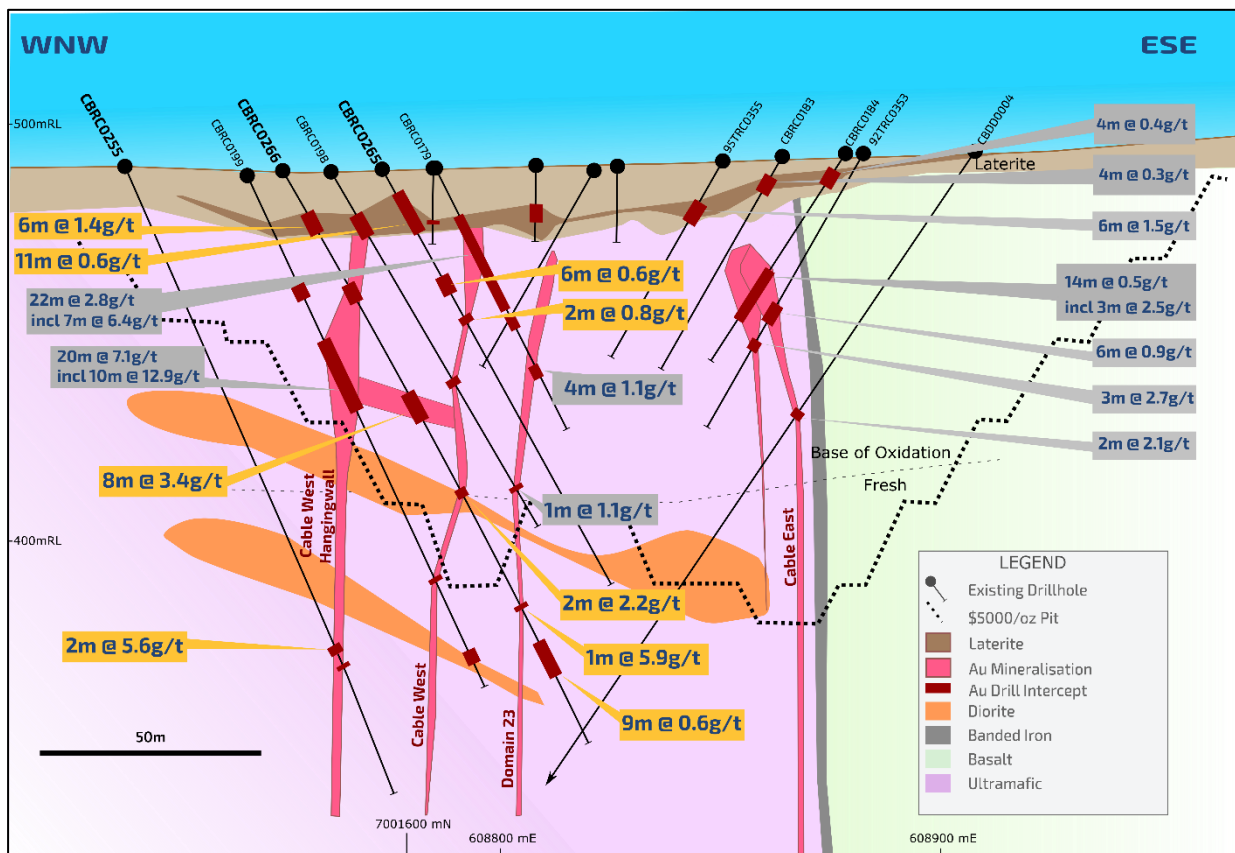 WNW
ESE
500mRL
CBRC0255
CBRC0199
CBRC0266
CBRC0198
CBRC0265
CBRC0179
95TRC0355
CBRC0183
CBRC0184
92TRC0353
CBDD0004
Laterite
4m @ 0.4g/t
4m @ 0.3g/t
6m @ 1.5g/t
14m @ 0.5g/t
incl 3m @ 2.5g/t
6m @ 0.9g/t
3m @ 2.7g/t
2m @ 2.1g/t
6m @ 1.4g/t
11m @ 0.6g/t
22m @ 2.8g/t
incl 7m @ 6.4g/t
20m @ 7.1g/t
incl 10m @ 12.9g/t
8m @ 3.4g/t
2m @ 5.6g/t
6m @ 0.6g/t
2m @ 0.8g/t
4m @ 1.1g/t
1m @ 1.1g/t
2m @ 2.2g/t
1m @ 5.9g/t
9m @ 0.6g/t
Base of Oxidation
Fresh
400mRL
Cable West
Hangingwall
Cable West
Domain 23
Cable East
50m
7001600 mN
608800 mE
608900 mE
LEGEND
Existing Drillhole
$5000/oz Pit
Laterite
Au Mineralisation
Au Drill Intercept
Diorite
Banded Iron
Basalt
Ultramafic